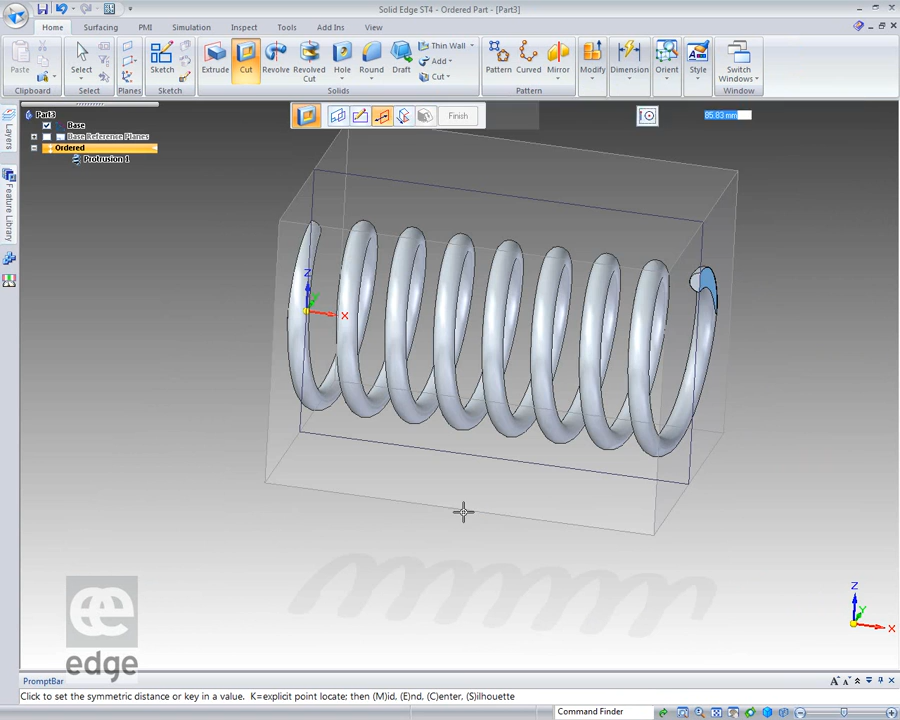 Solid Edge ST4 - Ordered Part - [Part3]
Home Surfacing PMI Simulation Inspect Tools Add Ins View
Paste Select Sketch Extrude Cut Revolve Revolved Cut Hole Round Draft Thin Wall Add Cut Pattern Curved Mirror Modify Dimension Orient Style Switch Windows
Clipboard Select Planes Sketch Solids Pattern Window
Finish
85.83 mm
Part3
Base
Base Reference Planes
Ordered
Protrusion 1
Layers
Feature Library
Z
Y
X
Z
Y
X
ee
edge
PromptBar
Click to set the symmetric distance or key in a value. K=explicit point locate; then (M)id, (E)nd, (C)enter, (S)ilhouette
Command Finder